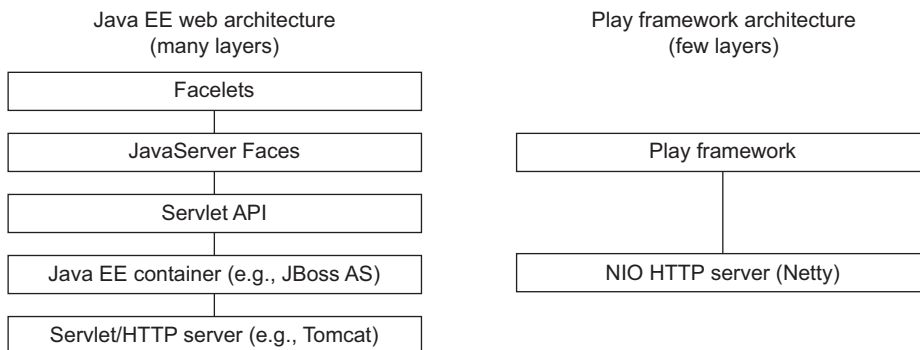 Java EE web architecture
(many layers)
Facelets
JavaServer Faces
Servlet API
Java EE container (e.g., JBoss AS)
Servlet/HTTP server (e.g., Tomcat)
Play framework architecture
(few layers)
Play framework
NIO HTTP server (Netty)